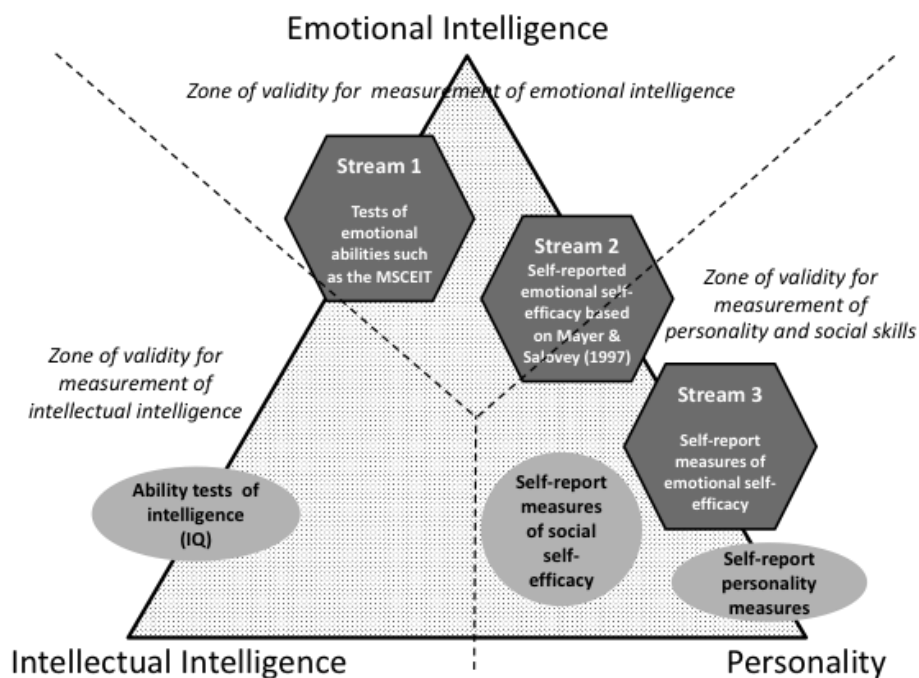 Emotional Intelligence
Zone of validity for measurement of emotional intelligence
Stream 1
Tests of
emotional
abilities such
as the MSCEIT
Stream 2
Self-reported
emotional self-
efficacy based
on Mayer &
Salovey (1997)
Zone of validity for
measurement of
personality and social skills
Zone of validity for
measurement of
intellectual intelligence
Stream 3
Self-report
measures of
emotional self-
efficacy
Ability tests of
intelligence
(IQ)
Self-report
measures
of social
self-
efficacy
Self-report
personality
measures
Intellectual Intelligence
Personality